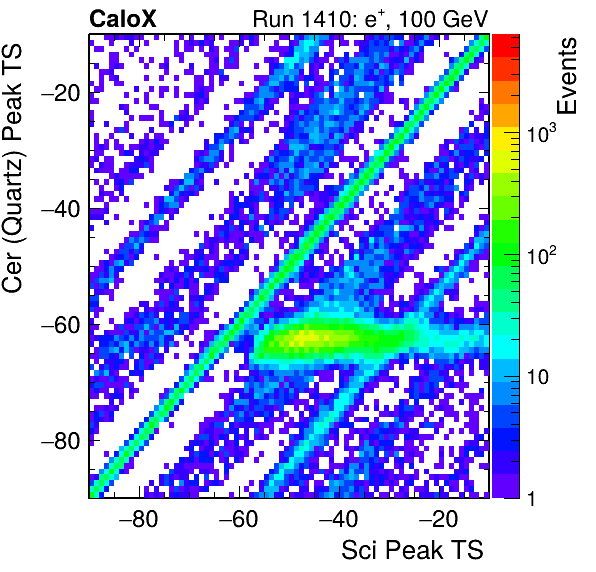 CaloX Run 1410: e⁺, 100 GeV
Cer (Quartz) Peak TS
−20
−40
−60
−80
−80 −60 −40 −20
Sci Peak TS
Events
10³
10²
10
1